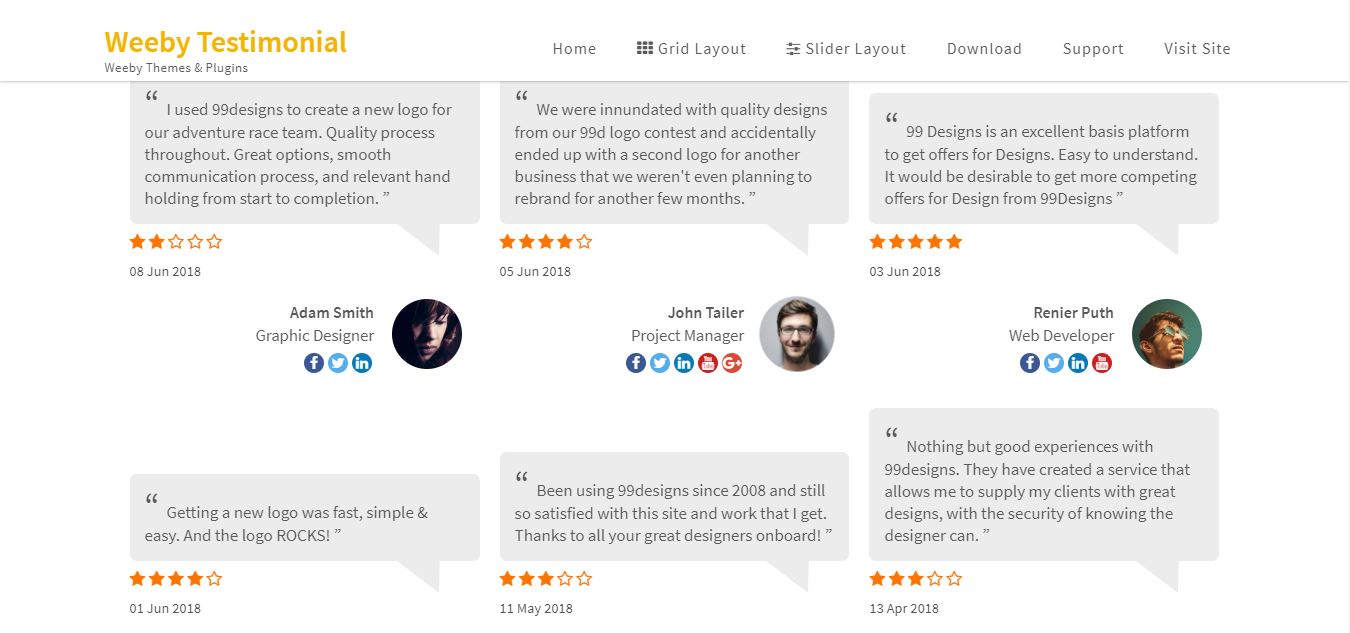 Weeby Testimonial
Weeby Themes & Plugins
Home Grid Layout Slider Layout Download Support Visit Site
“ I used 99designs to create a new logo for
our adventure race team. Quality process
throughout. Great options, smooth
communication process, and relevant hand
holding from start to completion. ”
08 Jun 2018
Adam Smith
Graphic Designer
“ We were innundated with quality designs
from our 99d logo contest and accidentally
ended up with a second logo for another
business that we weren't even planning to
rebrand for another few months. ”
05 Jun 2018
John Tailer
Project Manager
“ 99 Designs is an excellent basis platform
to get offers for Designs. Easy to understand.
It would be desirable to get more competing
offers for Design from 99Designs ”
03 Jun 2018
Renier Puth
Web Developer
“ Getting a new logo was fast, simple &
easy. And the logo ROCKS! ”
01 Jun 2018
“ Been using 99designs since 2008 and still
so satisfied with this site and work that I get.
Thanks to all your great designers onboard! ”
11 May 2018
“ Nothing but good experiences with
99designs. They have created a service that
allows me to supply my clients with great
designs, with the security of knowing the
designer can. ”
13 Apr 2018